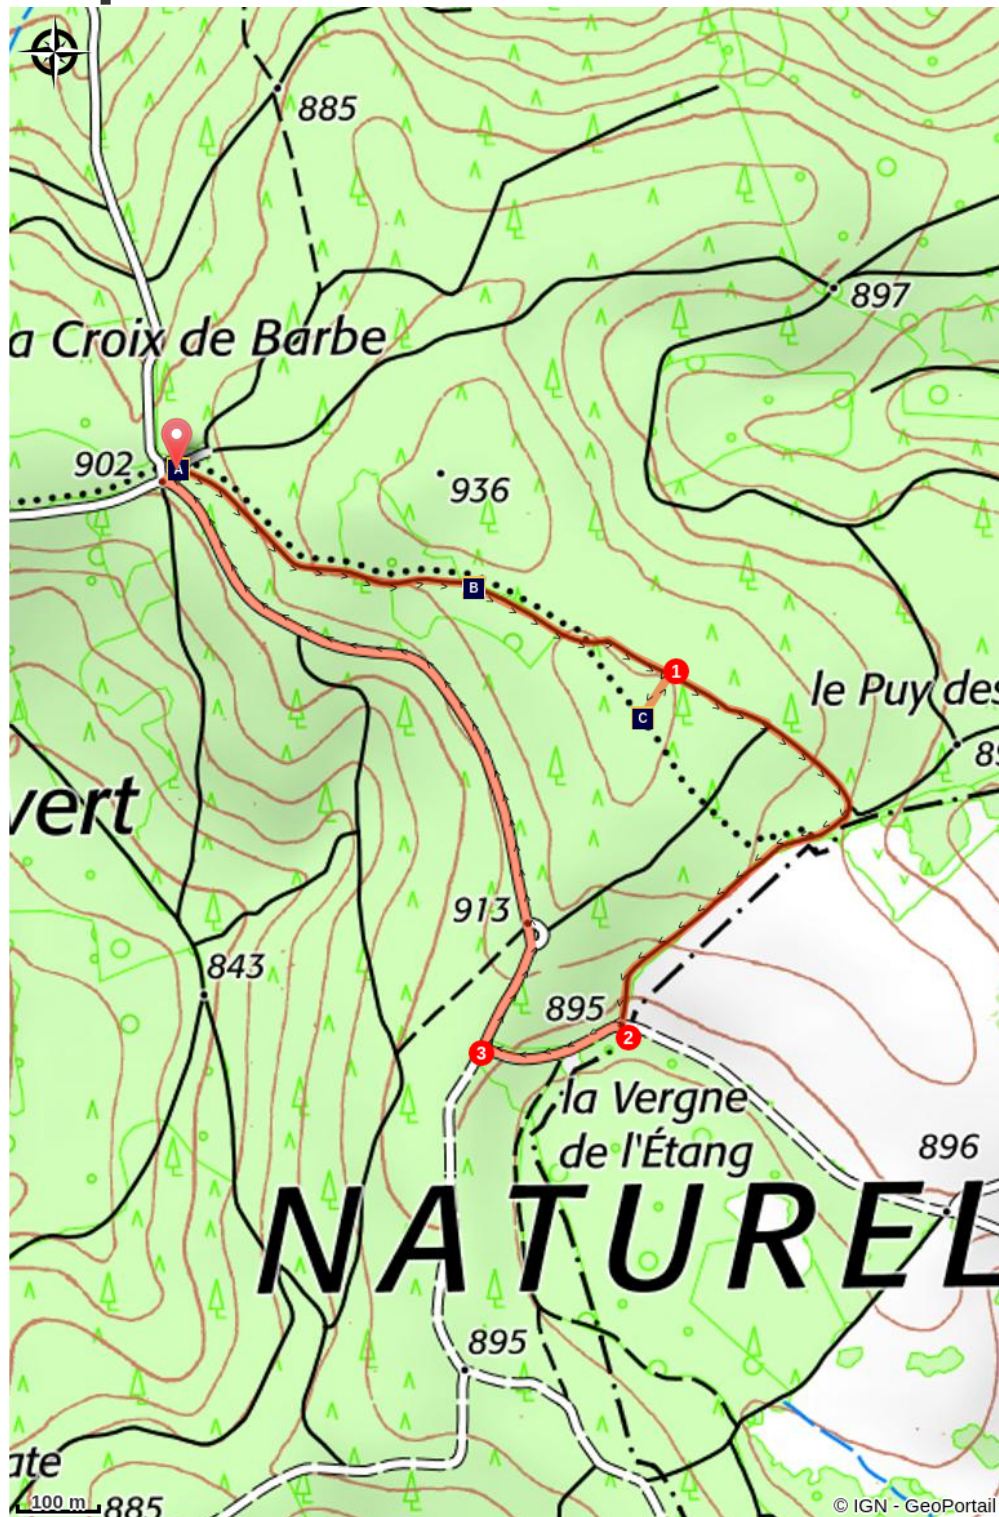 885
897
a Croix de Barbe
902
A
936
B
1
le Puy des
C
89
vert
913
843
895
2
3
la Vergne
de l'Étang
896
NATUREL
895
ate
100 m
885
© IGN - GeoPortail